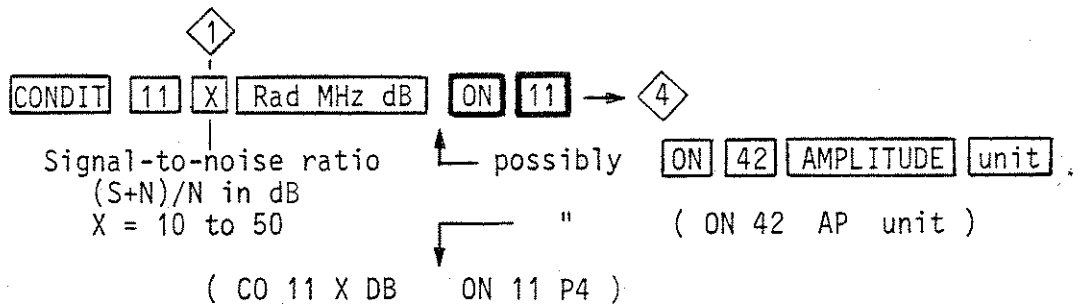 1
CONDIT 11 X Rad MHz dB ON 11 → 4
Signal-to-noise ratio possibly ON 42 AMPLITUDE unit .
(S+N)/N in dB
X = 10 to 50 " ( ON 42 AP unit )
( CO 11 X DB ON 11 P4 )